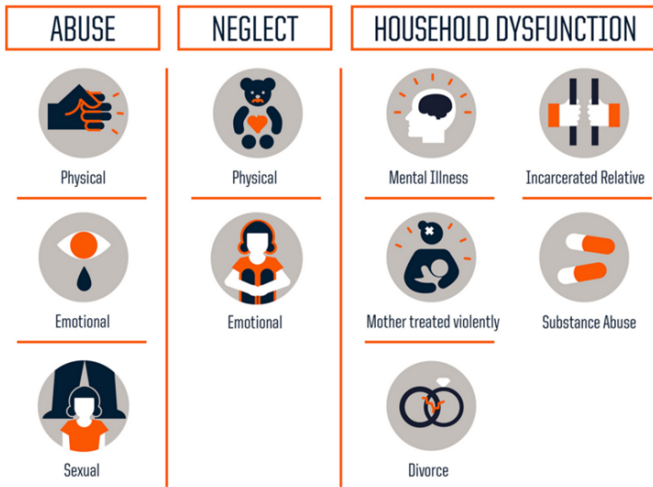 ABUSE
NEGLECT
HOUSEHOLD DYSFUNCTION
Physical
Physical
Mental Illness
Incarcerated Relative
Emotional
Emotional
Mother treated violently
Substance Abuse
Sexual
Divorce